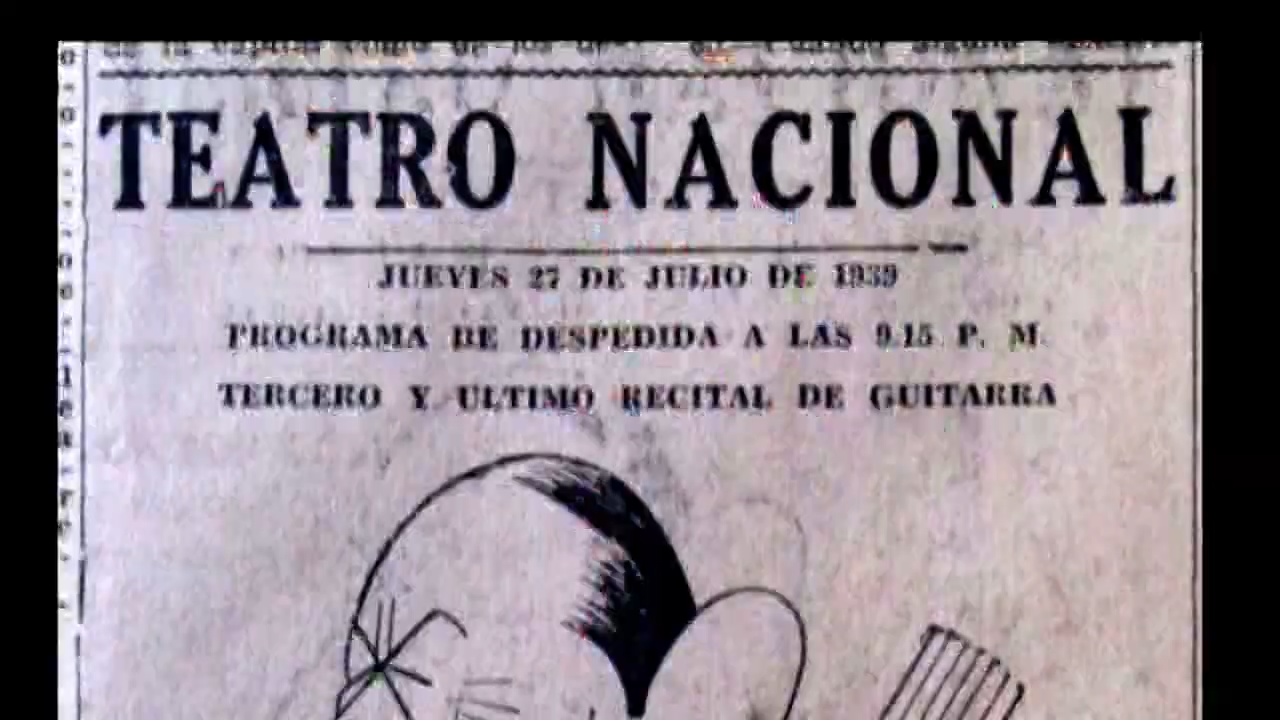 TEATRO NACIONAL
JUEVES 27 DE JULIO DE 1939
PROGRAMA DE DESPEDIDA A LAS 9.15 P. M.
TERCERO Y ULTIMO RECITAL DE GUITARRA